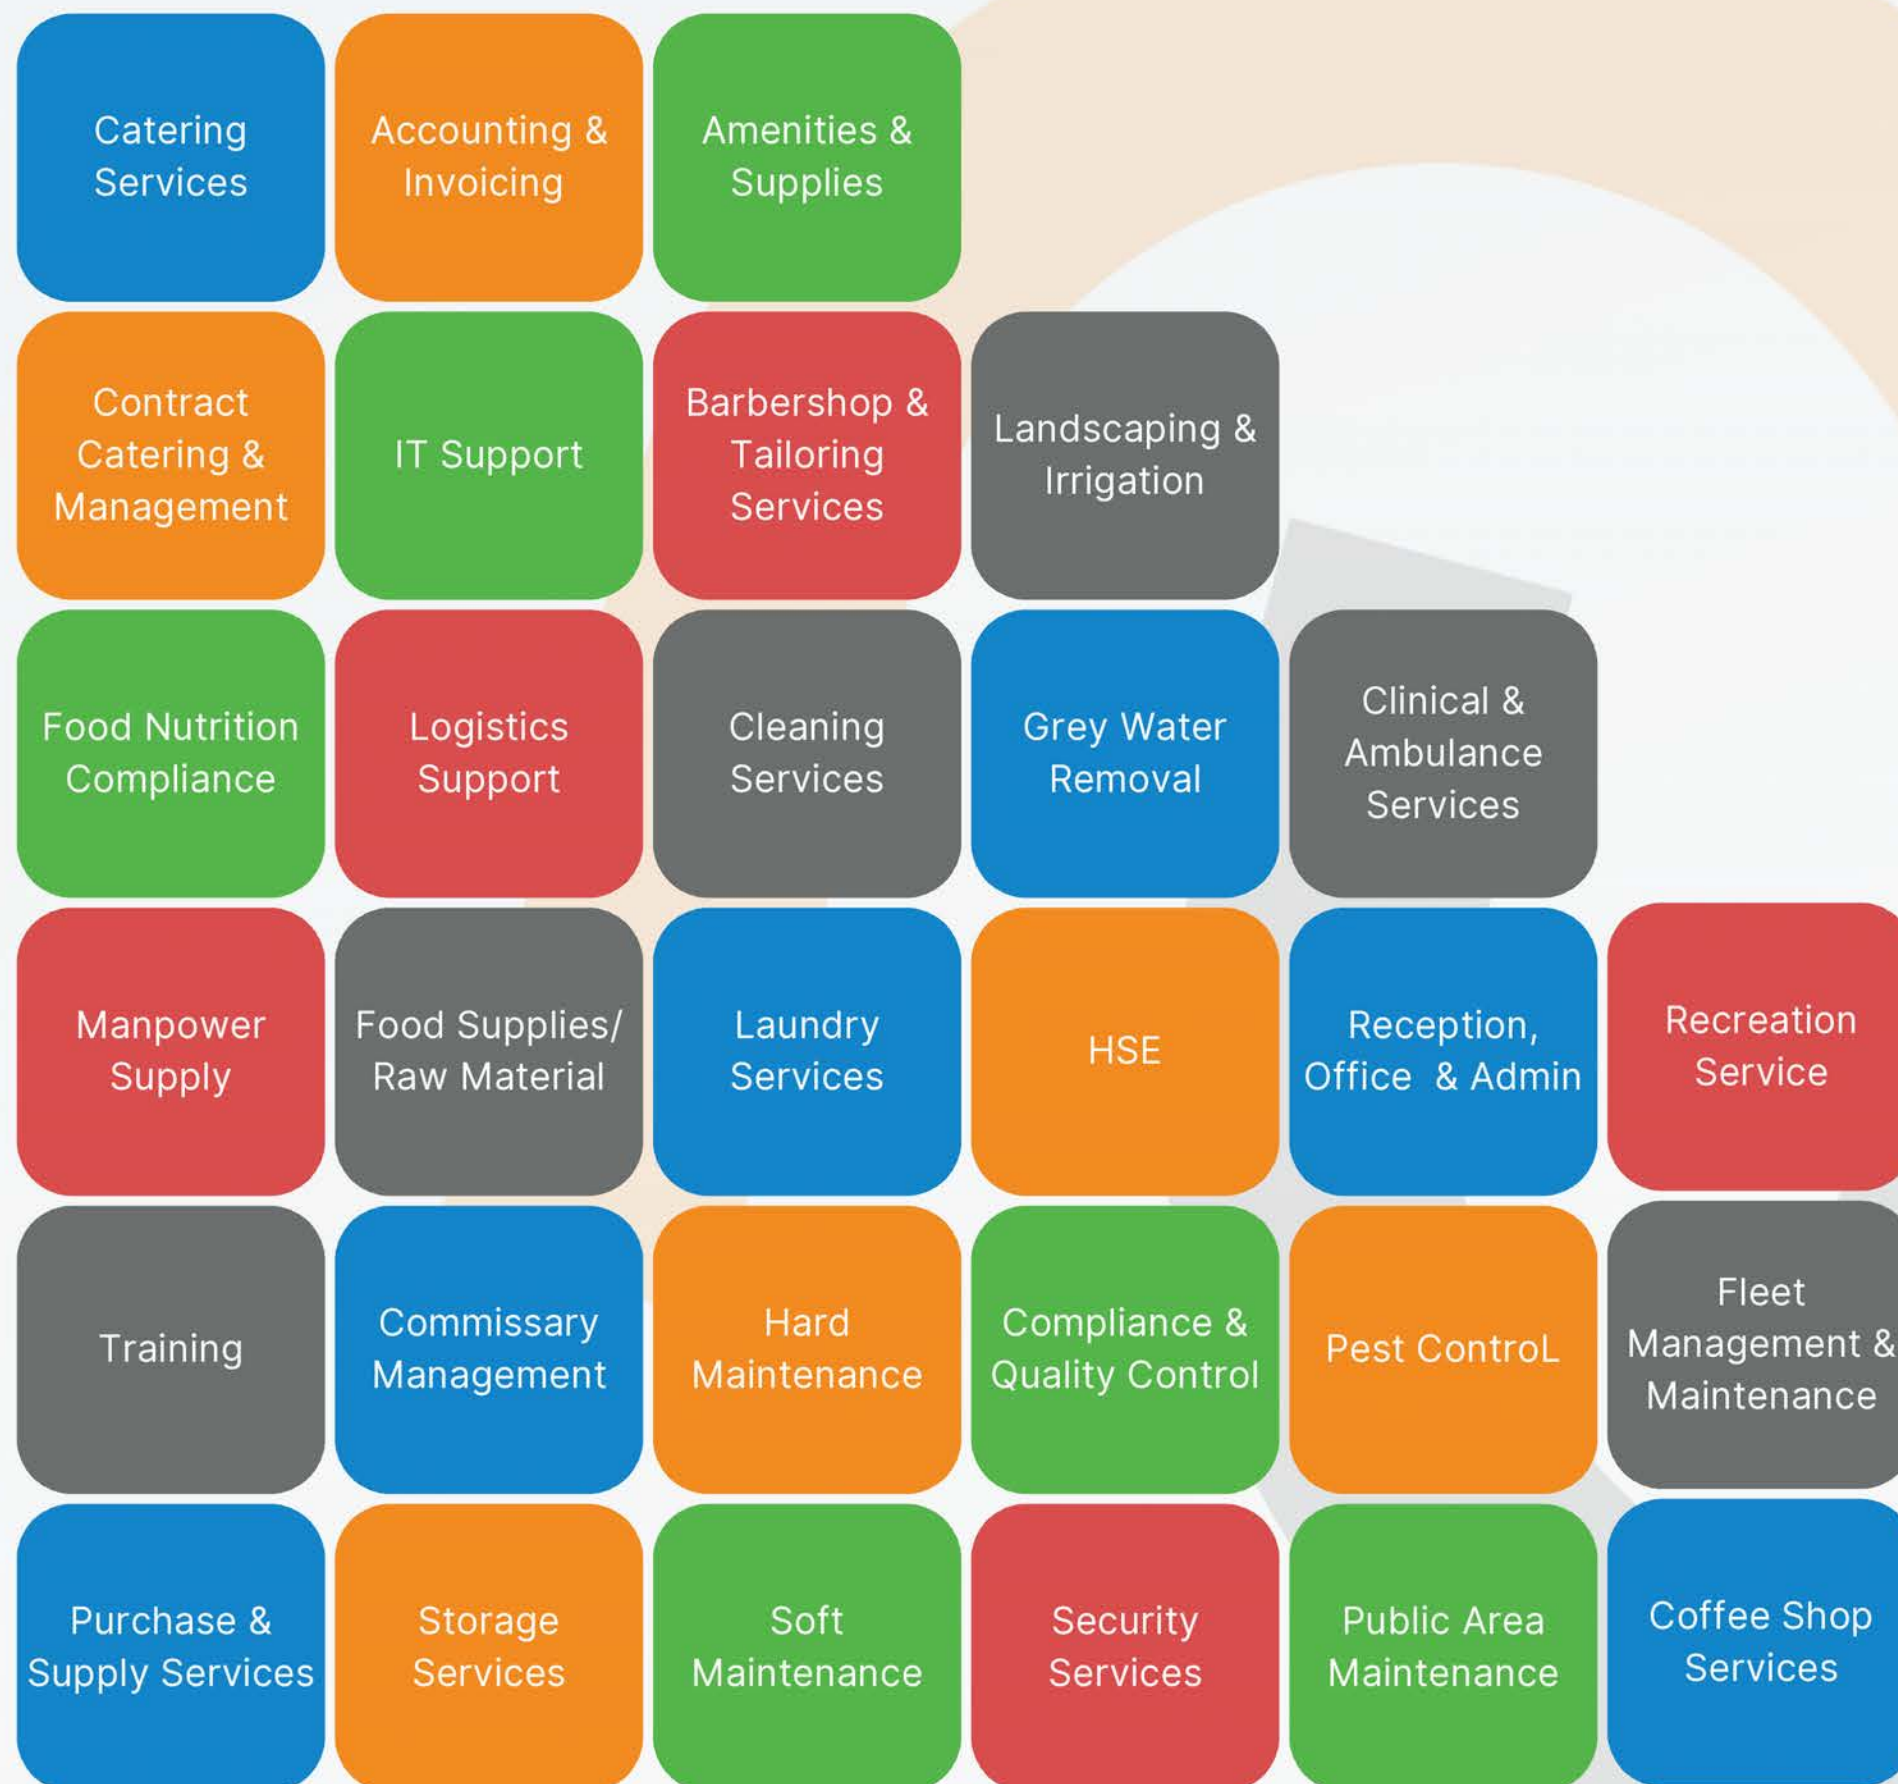 Catering
Services
Accounting &
Invoicing
Amenities &
Supplies
Contract
Catering &
Management
IT Support
Barbershop &
Tailoring
Services
Landscaping &
Irrigation
Food Nutrition
Compliance
Logistics
Support
Cleaning
Services
Grey Water
Removal
Clinical &
Ambulance
Services
Manpower
Supply
Food Supplies/
Raw Material
Laundry
Services
HSE
Reception,
Office  & Admin
Recreation
Service
Training
Commissary
Management
Hard
Maintenance
Compliance &
Quality Control
Pest ControL
Fleet
Management &
Maintenance
Purchase &
Supply Services
Storage
Services
Soft
Maintenance
Security
Services
Public Area
Maintenance
Coffee Shop
Services